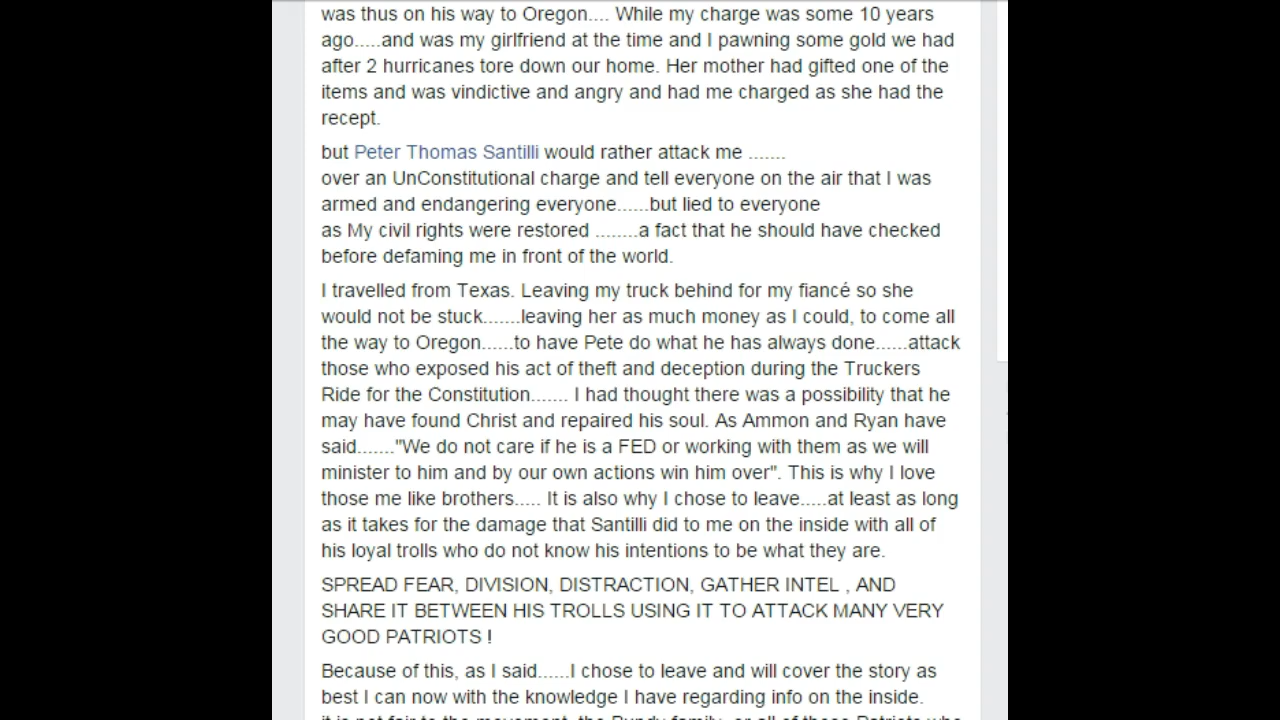 was thus on his way to Oregon.... While my charge was some 10 years
ago.....and was my girlfriend at the time and I pawning some gold we had
after 2 hurricanes tore down our home. Her mother had gifted one of the
items and was vindictive and angry and had me charged as she had the
recept.
but Peter Thomas Santilli would rather attack me .......
over an UnConstitutional charge and tell everyone on the air that I was
armed and endangering everyone......but lied to everyone
as My civil rights were restored ........a fact that he should have checked
before defaming me in front of the world.
I travelled from Texas. Leaving my truck behind for my fiancé so she
would not be stuck.......leaving her as much money as I could, to come all
the way to Oregon......to have Pete do what he has always done......attack
those who exposed his act of theft and deception during the Truckers
Ride for the Constitution....... I had thought there was a possibility that he
may have found Christ and repaired his soul. As Ammon and Ryan have
said......."We do not care if he is a FED or working with them as we will
minister to him and by our own actions win him over". This is why I love
those me like brothers..... It is also why I chose to leave.....at least as long
as it takes for the damage that Santilli did to me on the inside with all of
his loyal trolls who do not know his intentions to be what they are.
SPREAD FEAR, DIVISION, DISTRACTION, GATHER INTEL , AND
SHARE IT BETWEEN HIS TROLLS USING IT TO ATTACK MANY VERY
GOOD PATRIOTS !
Because of this, as I said......I chose to leave and will cover the story as
best I can now with the knowledge I have regarding info on the inside.
it is not fair to the movement, the Bundy family, or all of these Patriots who